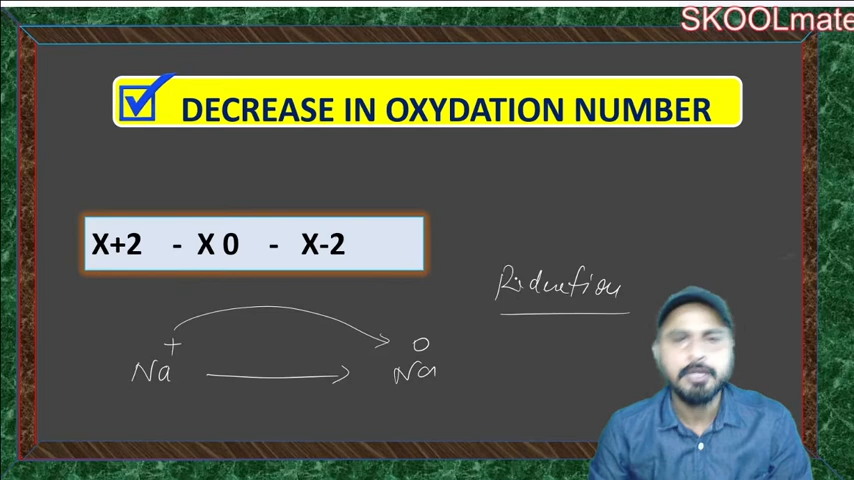 SKOOLmate
DECREASE IN OXYDATION NUMBER
X+2 - X 0 - X-2
Reduction
+ 0
Na Na